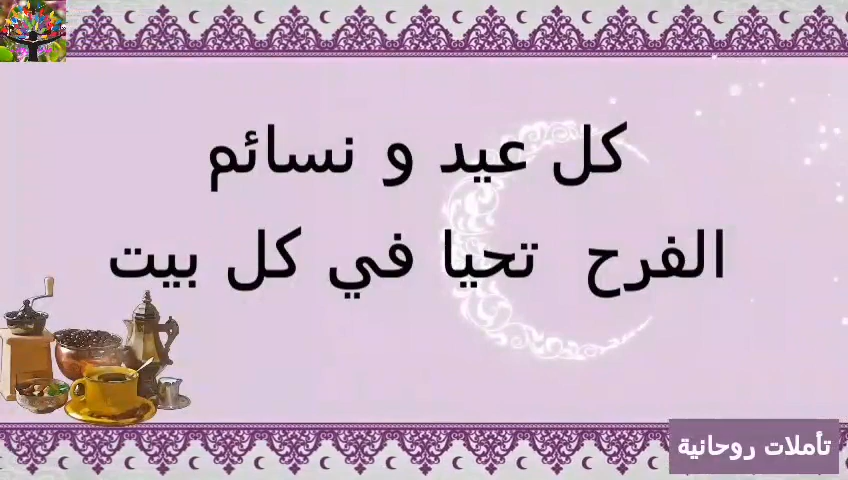 كل عيد و نسائم
الفرح تحيا في كل بيت
تأملات روحانية